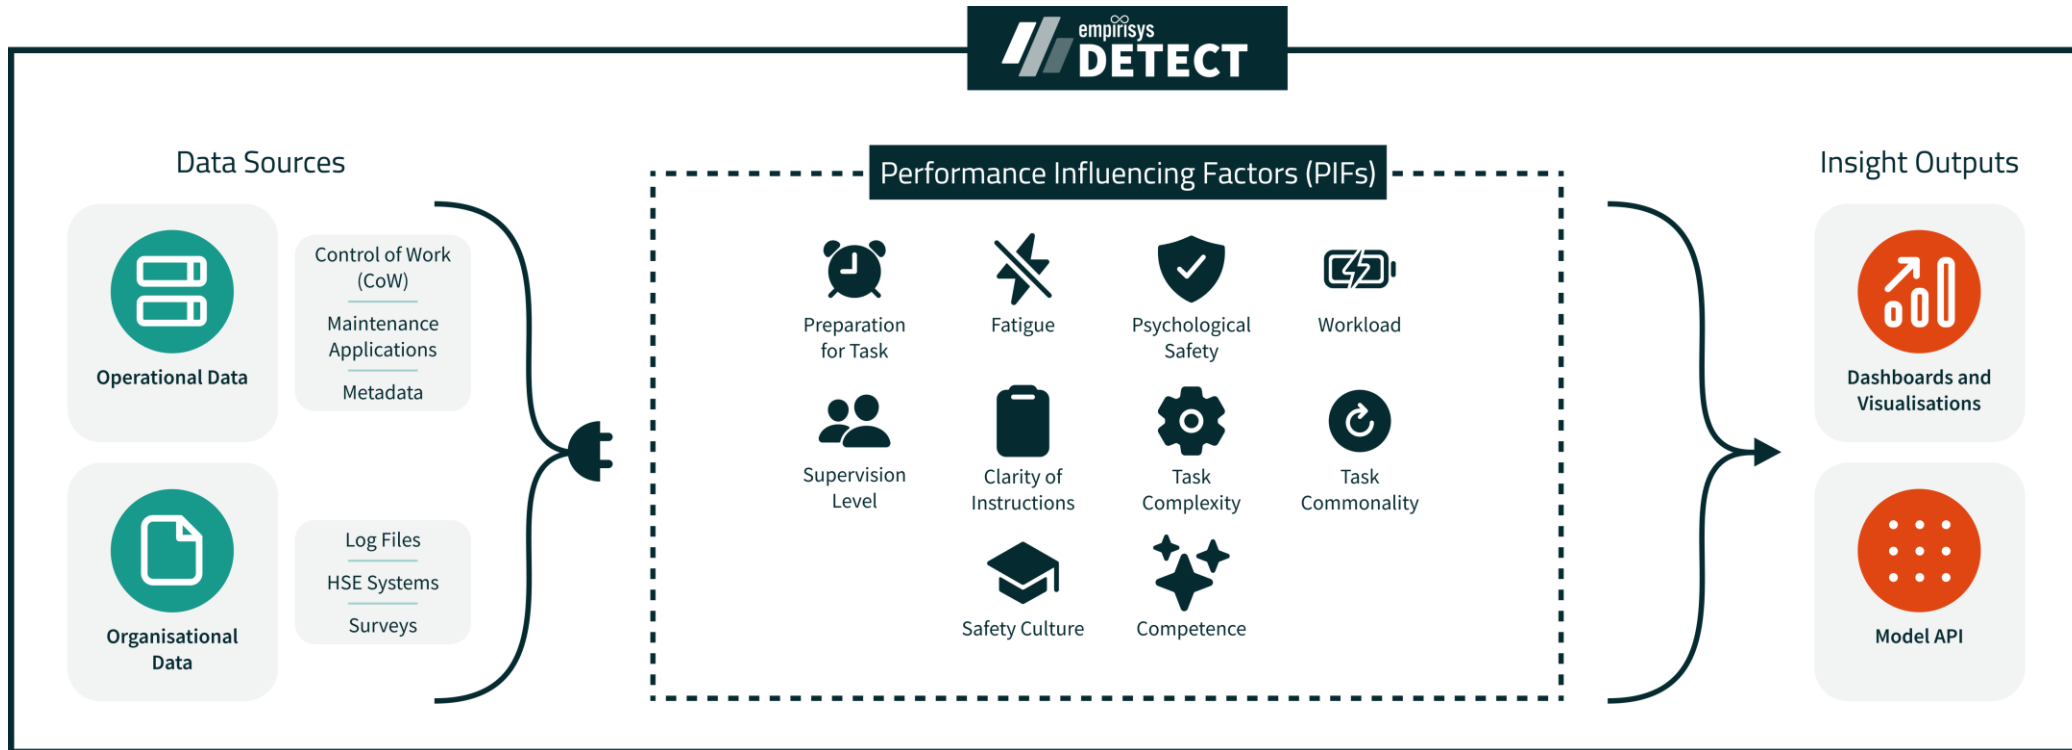 empirisys
DETECT
Data Sources
Operational Data
Control of Work
(CoW)
Maintenance
Applications
Metadata
Organisational
Data
Log Files
HSE Systems
Surveys
Performance Influencing Factors (PIFs)
Preparation
for Task
Fatigue
Psychological
Safety
Workload
Supervision
Level
Clarity of
Instructions
Task
Complexity
Task
Commonality
Safety Culture
Competence
Insight Outputs
Dashboards and
Visualisations
Model API